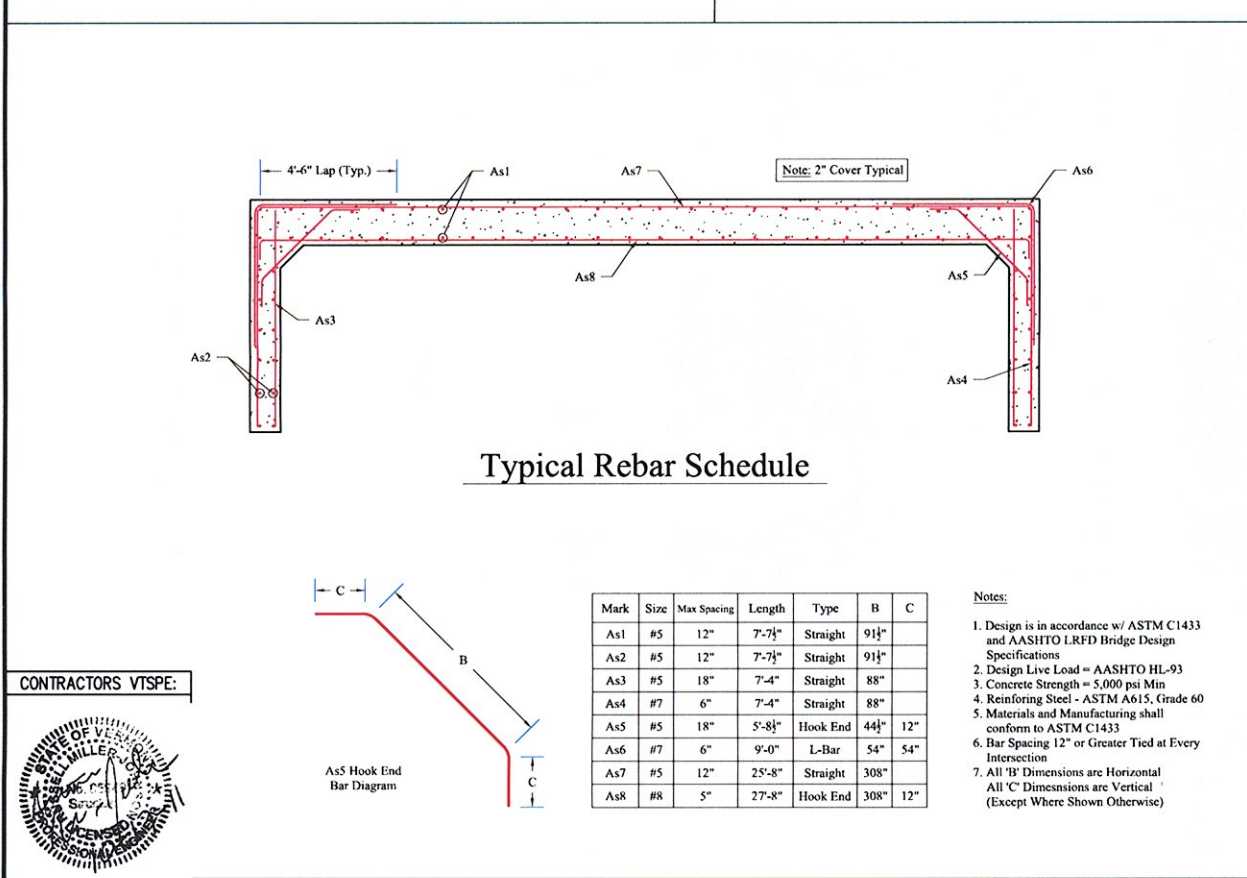 4'-6" Lap (Typ.)
As1
As7
Note: 2" Cover Typical
As6
As8
As5
As3
As2
As4
Typical Rebar Schedule
C
B
C
As5 Hook End
Bar Diagram
Mark Size Max Spacing Length Type B C
As1 #5 12" 7'-7½" Straight 91½"
As2 #5 12" 7'-7½" Straight 91½"
As3 #5 18" 7'-4" Straight 88"
As4 #7 6" 7'-4" Straight 88"
As5 #5 18" 5'-8½" Hook End 44½" 12"
As6 #7 6" 9'-0" L-Bar 54" 54"
As7 #5 12" 25'-8" Straight 308"
As8 #8 5" 27'-8" Hook End 308" 12"
Notes:
1. Design is in accordance w/ ASTM C1433
and AASHTO LRFD Bridge Design
Specifications
2. Design Live Load = AASHTO HL-93
3. Concrete Strength = 5,000 psi Min
4. Reinforing Steel - ASTM A615, Grade 60
5. Materials and Manufacturing shall
conform to ASTM C1433
6. Bar Spacing 12" or Greater Tied at Every
Intersection
7. All 'B' Dimensions are Horizontal
All 'C' Dimesnsions are Vertical
(Except Where Shown Otherwise)
CONTRACTORS VTSPE:
STATE OF VERMONT
MILLER
LICENSED
PROFESSIONAL ENGINEER